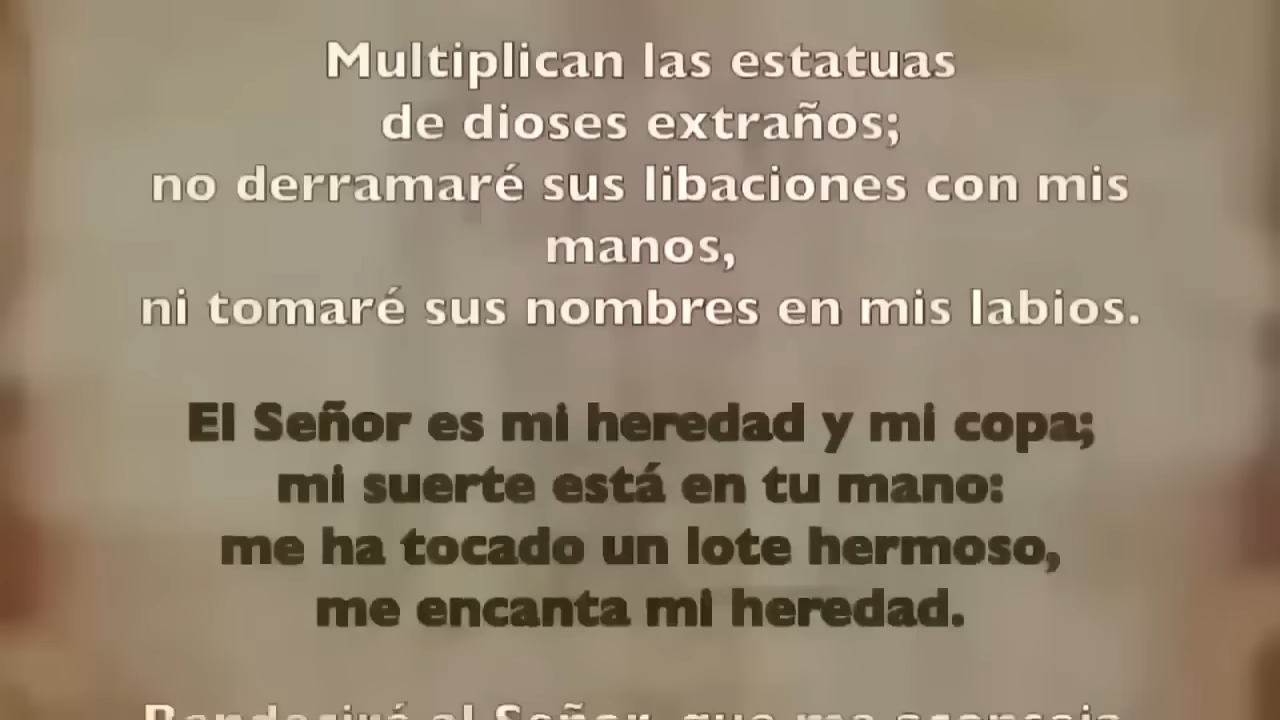 Multiplican las estatuas
de dioses extraños;
no derramaré sus libaciones con mis
manos,
ni tomaré sus nombres en mis labios.
El Señor es mi heredad y mi copa;
mi suerte está en tu mano:
me ha tocado un lote hermoso,
me encanta mi heredad.
Bendeciré al Señor, que me aconseja